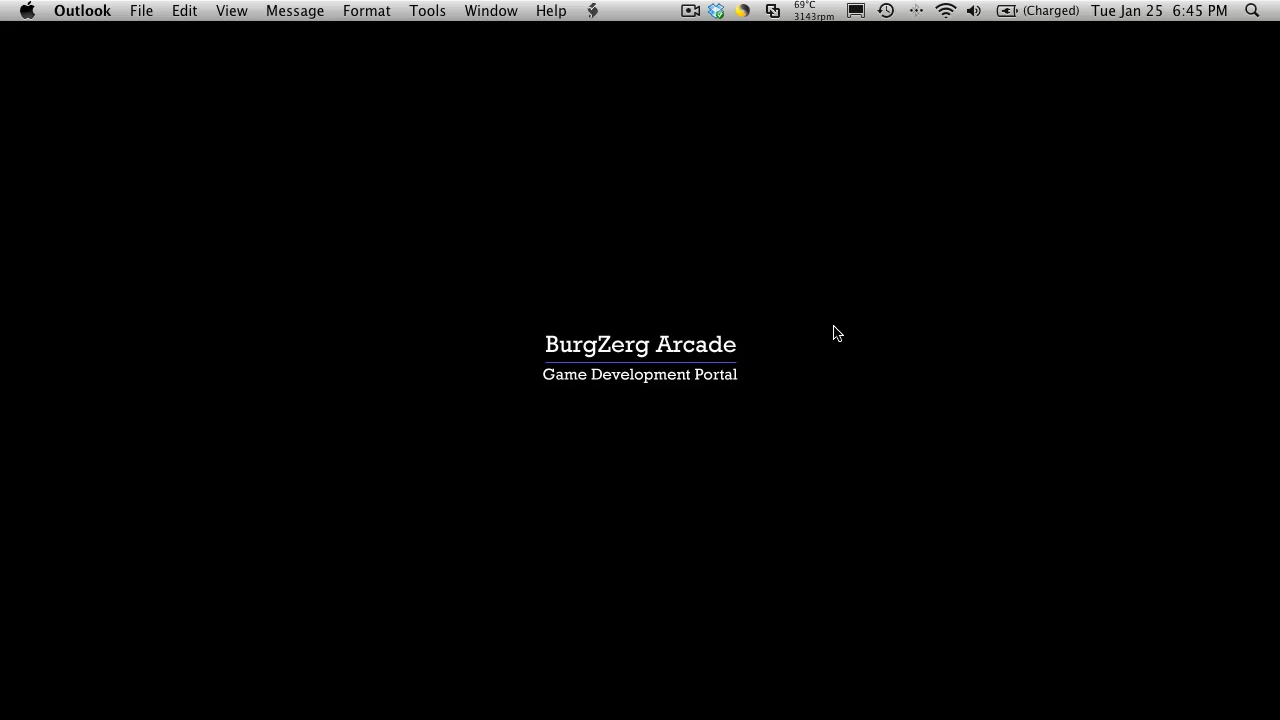 Outlook File Edit View Message Format Tools Window Help 69°C 3143rpm (Charged) Tue Jan 25 6:45 PM
BurgZerg Arcade
Game Development Portal